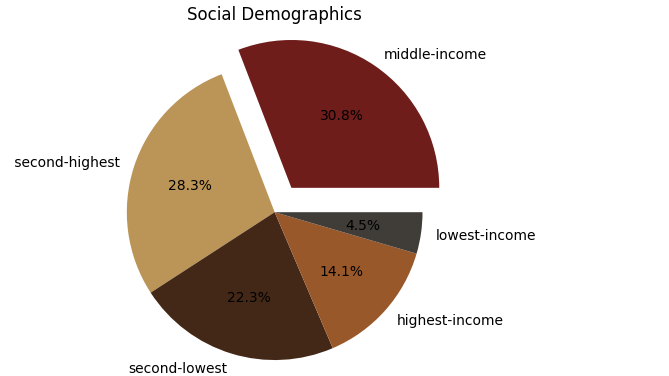 Social Demographics
middle-income
30.8%
second-highest
28.3%
4.5%
lowest-income
14.1%
22.3%
highest-income
second-lowest